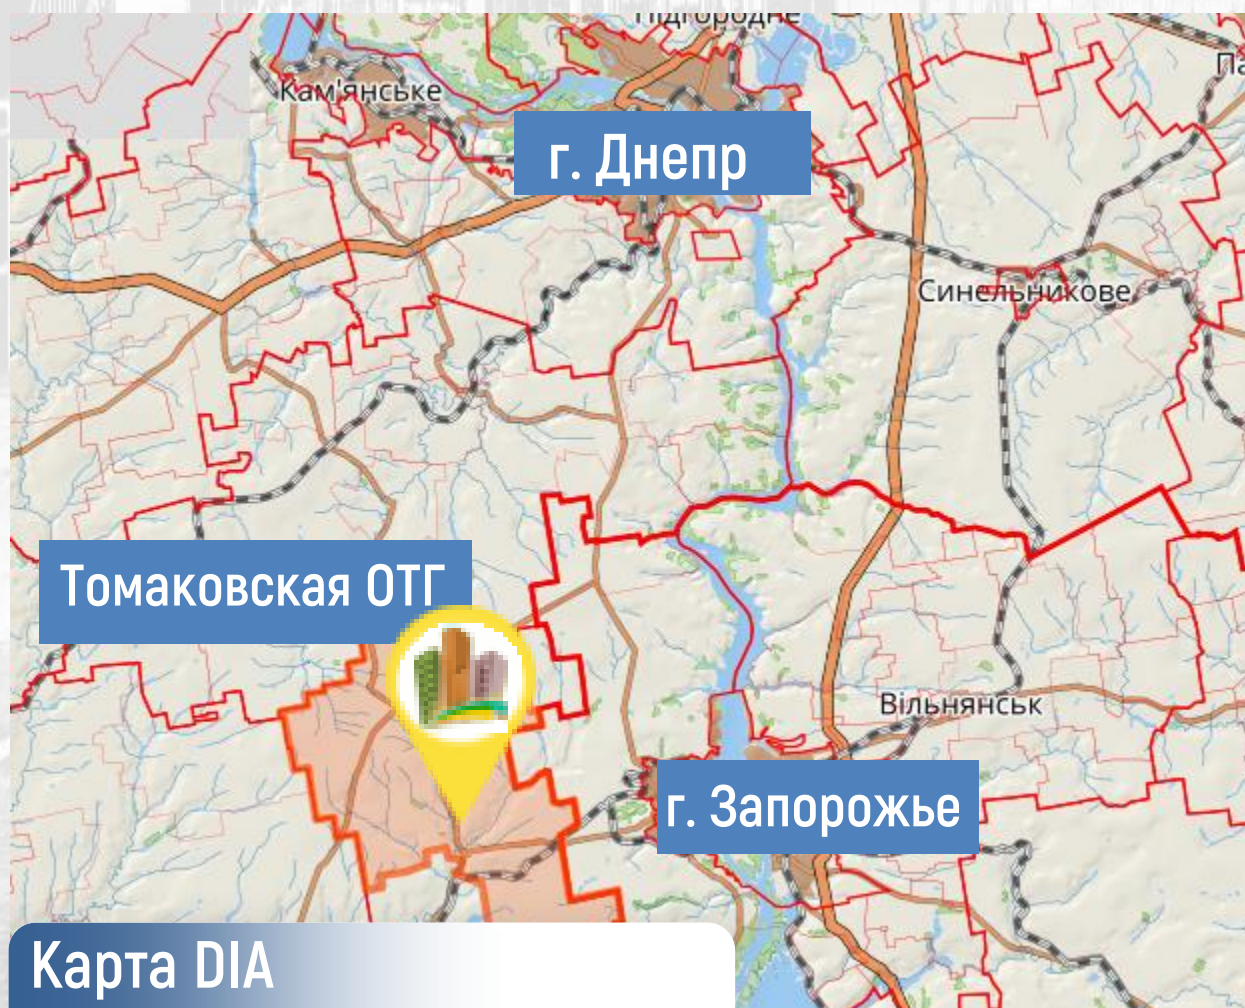 Підгородне
Кам'янське
г. Днепр
Синельникове
Томаковская ОТГ
Вільнянськ
г. Запорожье
Карта DIA